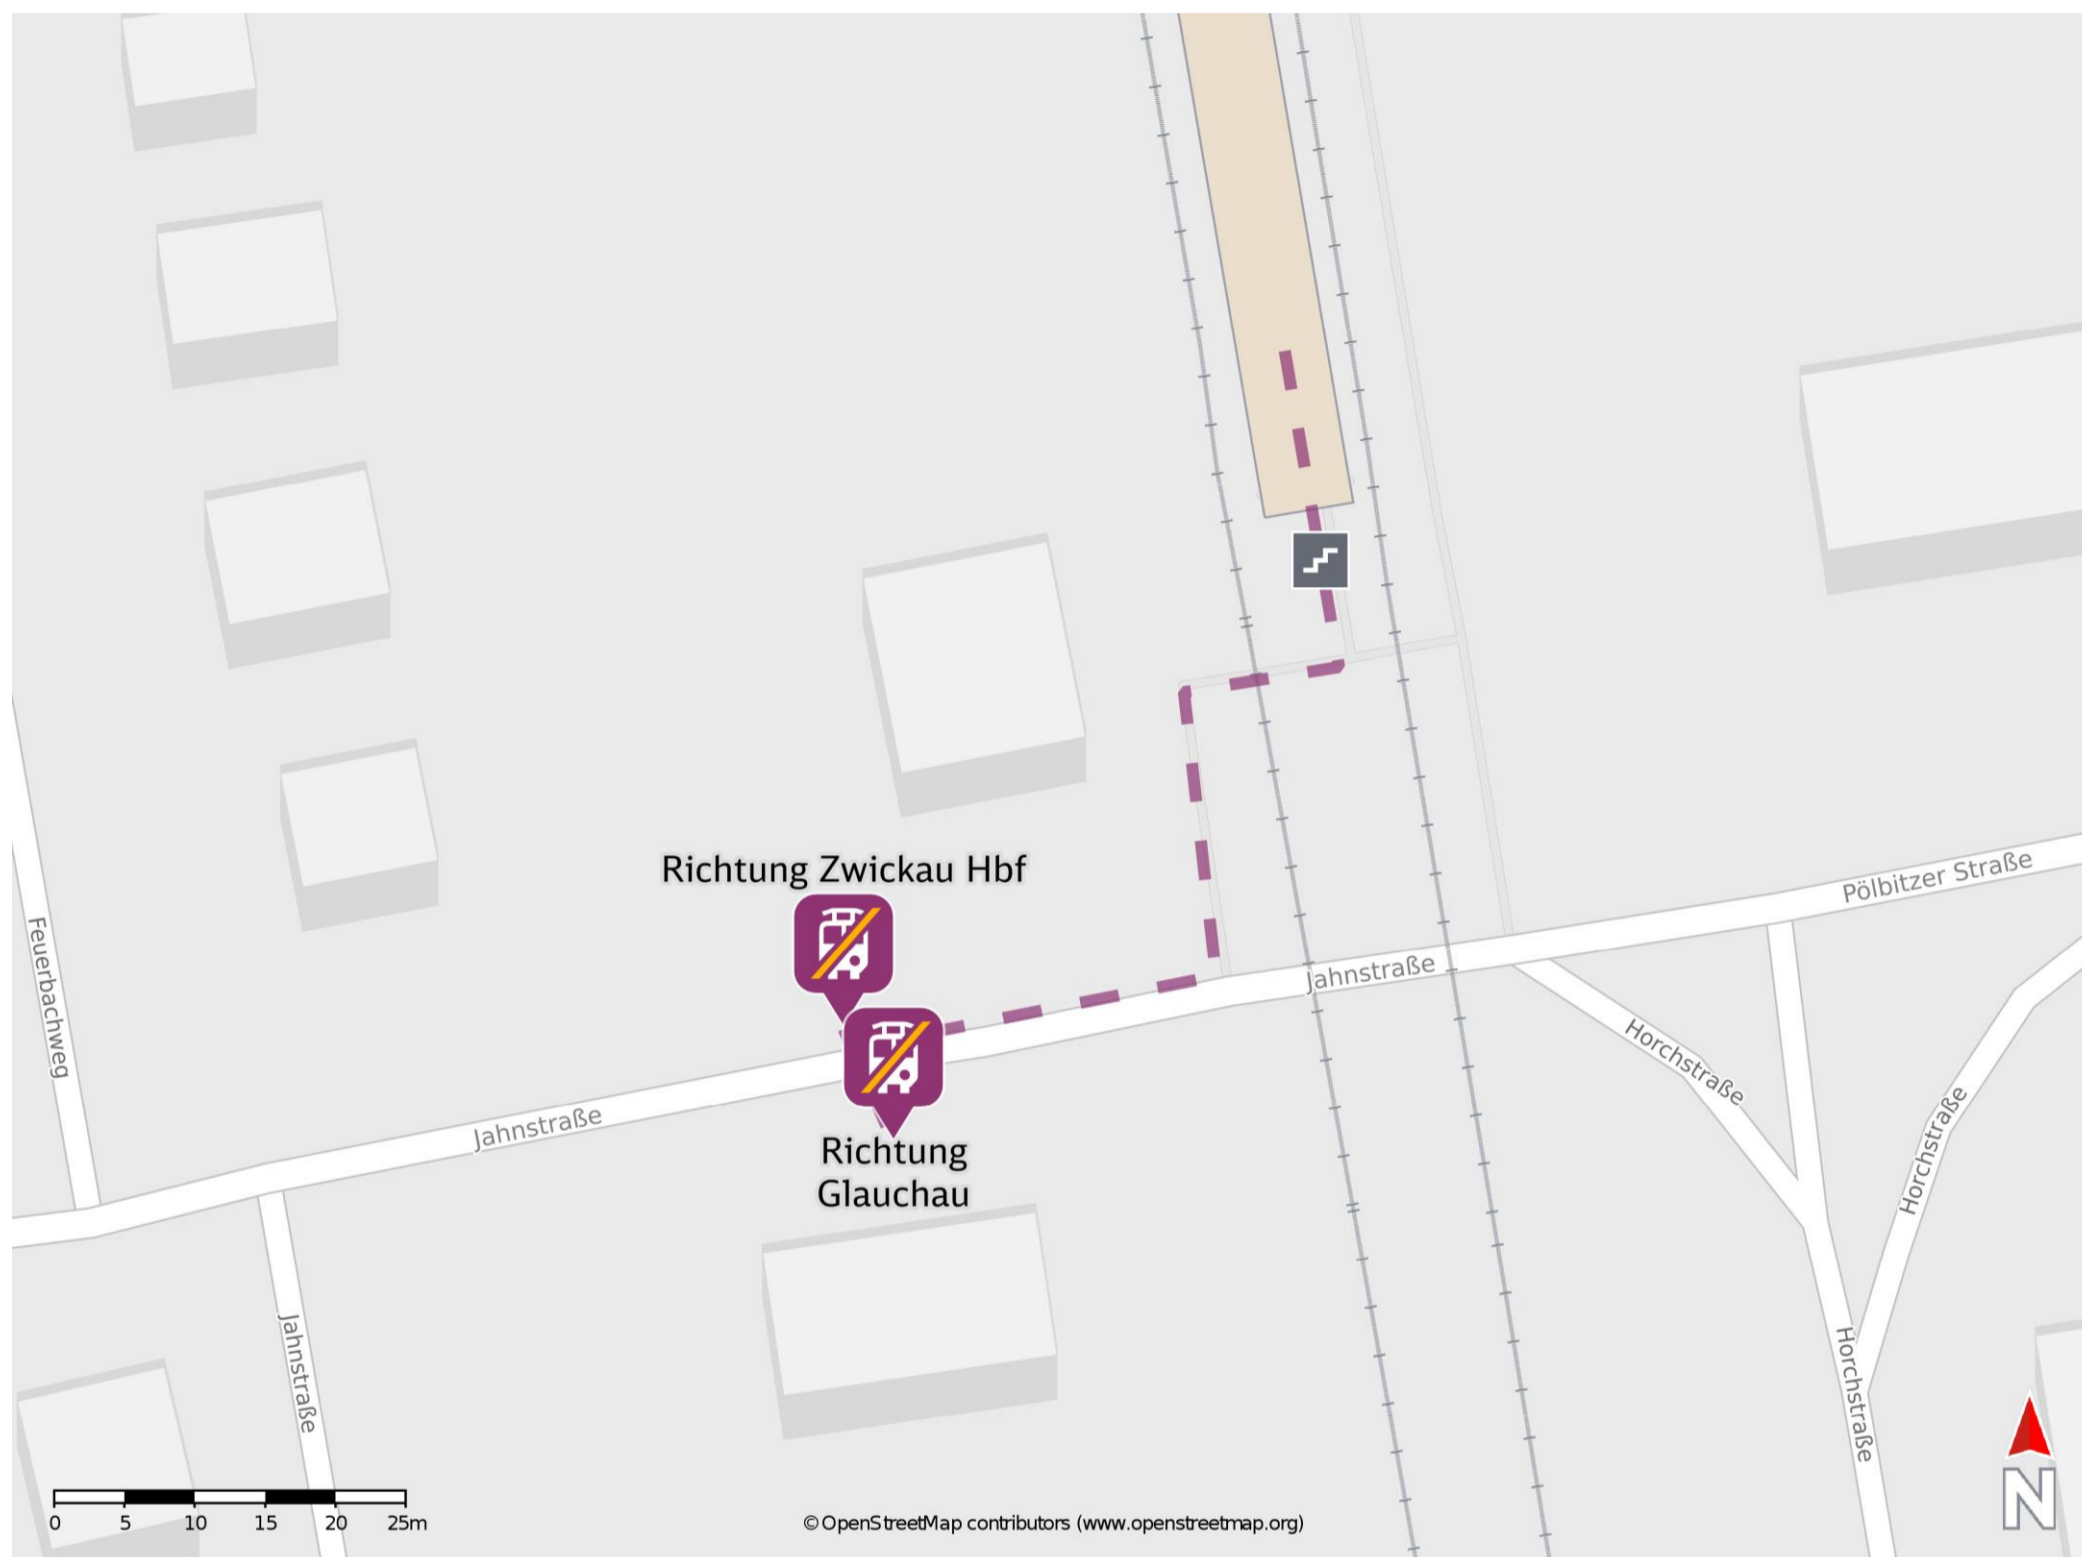 Richtung Zwickau Hbf
Pölbitzer Straße
Feuerbachweg
Jahnstraße
Horchstraße
Jahnstraße
Horchstraße
Richtung
Glauchau
Jahnstraße
Horchstraße
N
0 5 10 15 20 25m
©OpenStreetMap contributors (www.openstreetmap.org)